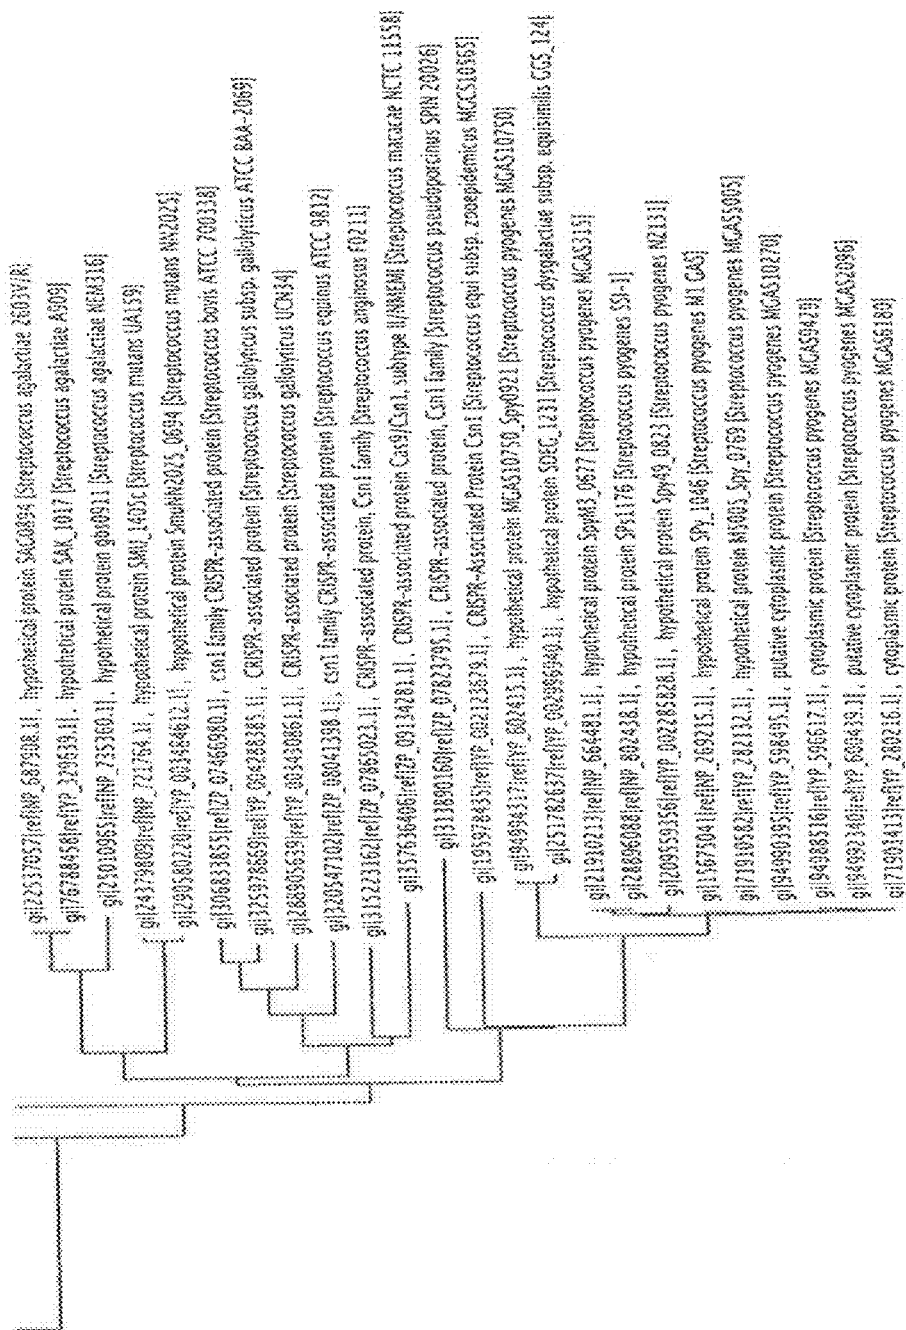 gi|22537057|ref|NP_687908.1|, hypothetical protein SAG0894 [Streptococcus agalactiae 2603V/R]
gi|76788458|ref|YP_329939.1|, hypothetical protein SAK_1017 [Streptococcus agalactiae A909]
gi|25010965|ref|NP_735360.1|, hypothetical protein gbs0911 [Streptococcus agalactiae NEM316]
gi|24379809|ref|NP_721764.1|, hypothetical protein SMU_1405c [Streptococcus mutans UA159]
gi|290580220|ref|YP_003484612.1|, hypothetical protein SmuNN2025_0694 [Streptococcus mutans NN2025]
gi|306833855|ref|ZP_07466980.1|, csn1 family CRISPR-associated protein [Streptococcus bovis ATCC 700338]
gi|325978669|ref|YP_004288385.1|, CRISPR-associated protein [Streptococcus gallolyticus subsp. gallolyticus ATCC BAA-2069]
gi|288905639|ref|YP_003430861.1|, CRISPR-associated protein [Streptococcus gallolyticus UCN34]
gi|320547102|ref|ZP_08041398.1|, csn1 family CRISPR-associated protein [Streptococcus equinus ATCC 9812]
gi|315223162|ref|ZP_07865023.1|, CRISPR-associated protein, Csn1 family [Streptococcus anginosus F0211]
gi|357636406|ref|ZP_09134281.1|, CRISPR-associated protein Cas9/Csn1, subtype II/NMEMI [Streptococcus macacae NCTC 11558]
gi|313890160|ref|ZP_07823795.1|, CRISPR-associated protein, Csn1 family [Streptococcus pseudoporcinus SPIN 20026]
gi|195978435|ref|YP_002123679.1|, CRISPR-Associated Protein Csn1 [Streptococcus equi subsp. zooepidemicus MGCS10565]
gi|94994317|ref|YP_602415.1|, hypothetical protein MGAS10750_Spy0921 [Streptococcus pyogenes MGAS10750]
gi|251782637|ref|YP_002996940.1|, hypothetical protein SDEG_1231 [Streptococcus dysgalactiae subsp. equisimilis GGS_124]
gi|21910213|ref|NP_664481.1|, hypothetical protein SpyM3_0677 [Streptococcus pyogenes MGAS315]
gi|28896088|ref|NP_802438.1|, hypothetical protein SPs1176 [Streptococcus pyogenes SSI-1]
gi|209559356|ref|YP_002285828.1|, hypothetical protein Spy49_0823 [Streptococcus pyogenes NZ131]
gi|15675041|ref|NP_269215.1|, hypothetical protein SPy_1046 [Streptococcus pyogenes M1 GAS]
gi|71910582|ref|YP_282132.1|, hypothetical protein M5005_Spy_0769 [Streptococcus pyogenes MGAS5005]
gi|94990395|ref|YP_598495.1|, putative cytoplasmic protein [Streptococcus pyogenes MGAS10270]
gi|94988516|ref|YP_596617.1|, cytoplasmic protein [Streptococcus pyogenes MGAS9429]
gi|94992340|ref|YP_600439.1|, putative cytoplasmic protein [Streptococcus pyogenes MGAS2096]
gi|71903413|ref|YP_280216.1|, cytoplasmic protein [Streptococcus pyogenes MGAS6180]